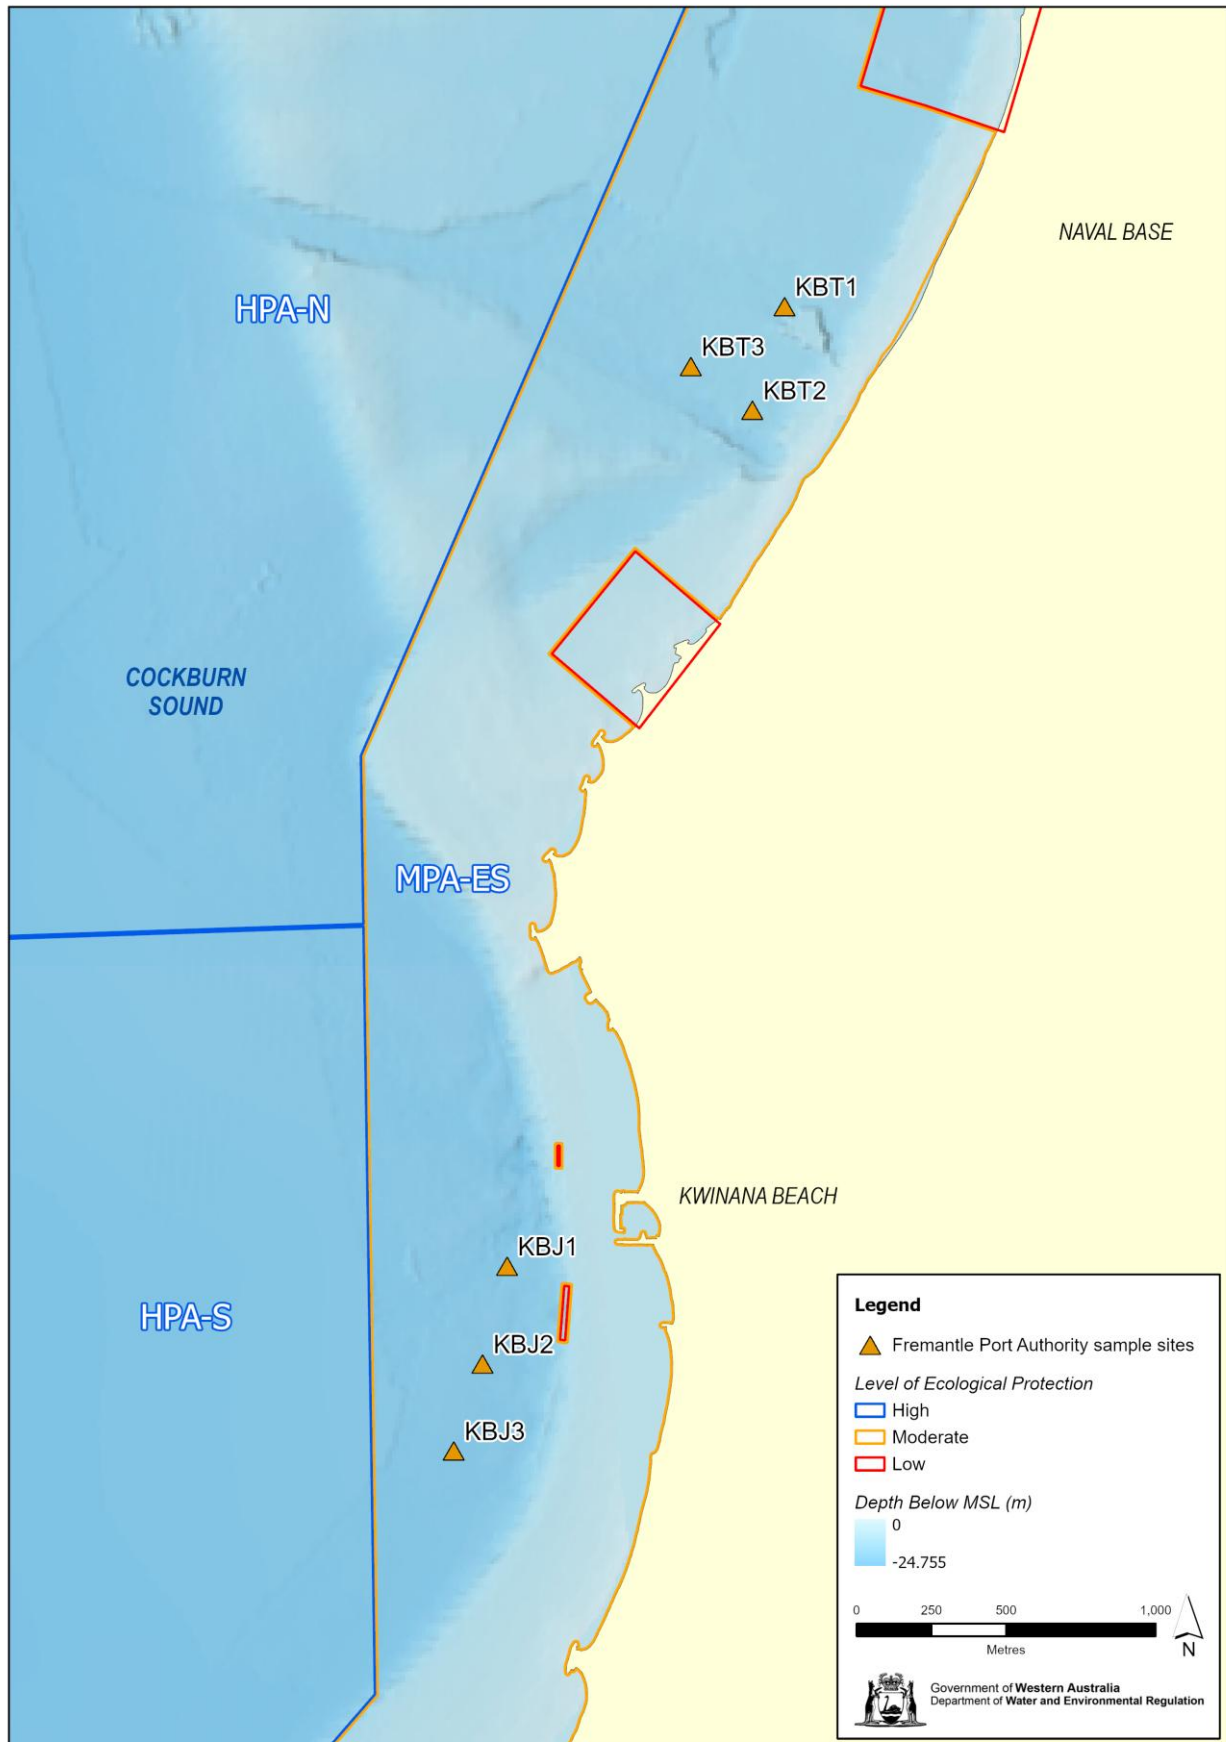 NAVAL BASE
KBT1
HPA-N
KBT3
KBT2
COCKBURN
SOUND
MPA-ES
KWINANA BEACH
KBJ1
HPA-S
KBJ2
KBJ3
Legend
Fremantle Port Authority sample sites
Level of Ecological Protection
High
Moderate
Low
Depth Below MSL (m)
0
-24.755
0 250 500 1,000
Metres
N
Government of Western Australia
Department of Water and Environmental Regulation